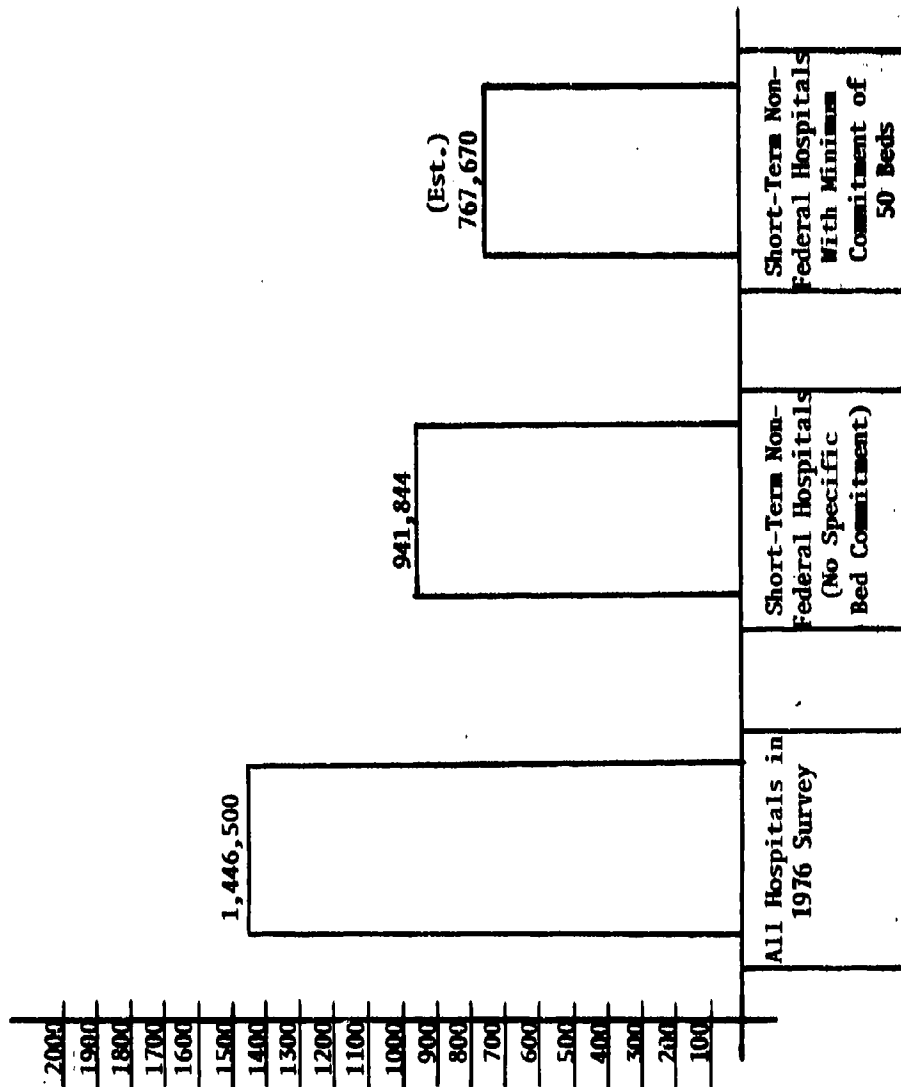 2000
1900
1800
1700
1600
1500
1400
1300
1200
1100
1000
900
800
700
600
500
400
300
200
100
1,446,500
941,844
(Est.)
767,670
All Hospitals in
1976 Survey
Short-Term Non-
Federal Hospitals
(No Specific
Bed Commitment)
Short-Term Non-
Federal Hospitals
With Minimum
Commitment of
50 Beds